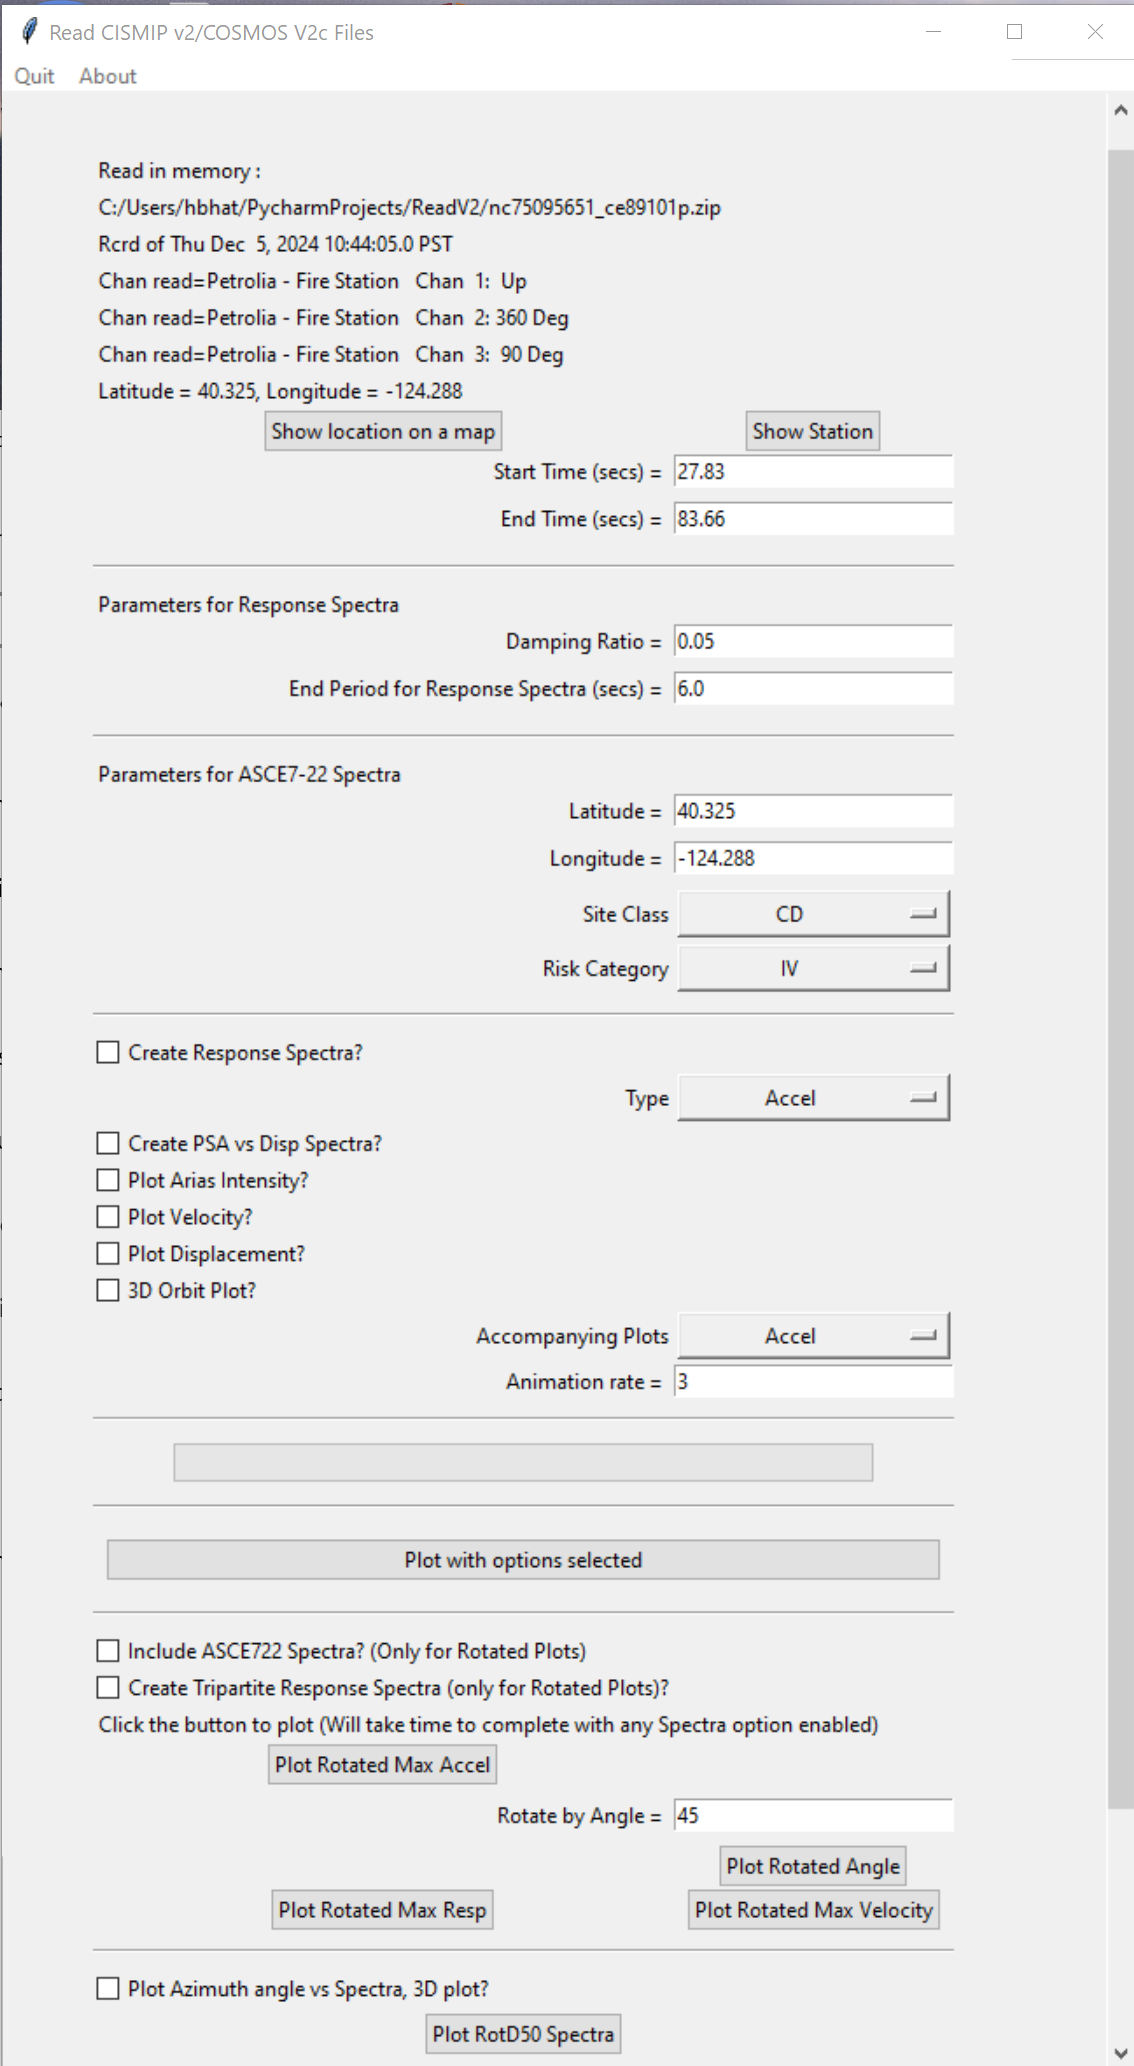 Read CISMIP v2/COSMOS V2c Files
Quit About
Read in memory :
C:/Users/hbhat/PycharmProjects/ReadV2/nc75095651_ce89101p.zip
Rcrd of Thu Dec  5, 2024 10:44:05.0 PST
Chan read=Petrolia - Fire Station   Chan  1:  Up
Chan read=Petrolia - Fire Station   Chan  2: 360 Deg
Chan read=Petrolia - Fire Station   Chan  3:  90 Deg
Latitude = 40.325, Longitude = -124.288
Show location on a map Show Station
Start Time (secs) = 27.83
End Time (secs) = 83.66
Parameters for Response Spectra
Damping Ratio = 0.05
End Period for Response Spectra (secs) = 6.0
Parameters for ASCE7-22 Spectra
Latitude = 40.325
Longitude = -124.288
Site Class CD
Risk Category IV
Create Response Spectra?
Type Accel
Create PSA vs Disp Spectra?
Plot Arias Intensity?
Plot Velocity?
Plot Displacement?
3D Orbit Plot?
Accompanying Plots Accel
Animation rate = 3
Plot with options selected
Include ASCE722 Spectra? (Only for Rotated Plots)
Create Tripartite Response Spectra (only for Rotated Plots)?
Click the button to plot (Will take time to complete with any Spectra option enabled)
Plot Rotated Max Accel
Rotate by Angle = 45
Plot Rotated Angle
Plot Rotated Max Resp Plot Rotated Max Velocity
Plot Azimuth angle vs Spectra, 3D plot?
Plot RotD50 Spectra